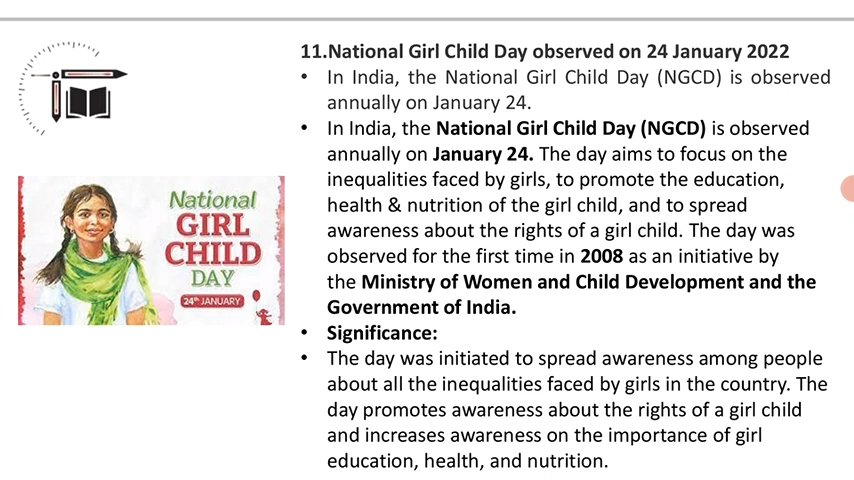 11.National Girl Child Day observed on 24 January 2022
• In India, the National Girl Child Day (NGCD) is observed
annually on January 24.
• In India, the National Girl Child Day (NGCD) is observed
annually on January 24. The day aims to focus on the
inequalities faced by girls, to promote the education,
health & nutrition of the girl child, and to spread
awareness about the rights of a girl child. The day was
observed for the first time in 2008 as an initiative by
the Ministry of Women and Child Development and the
Government of India.
• Significance:
• The day was initiated to spread awareness among people
about all the inequalities faced by girls in the country. The
day promotes awareness about the rights of a girl child
and increases awareness on the importance of girl
education, health, and nutrition.
National
GIRL
CHILD
DAY
24th JANUARY